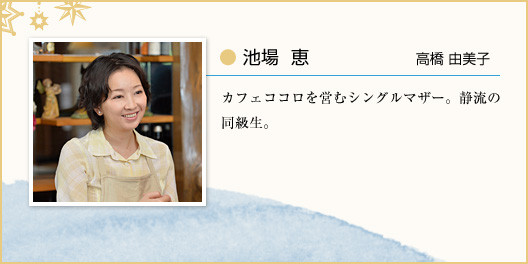 池場 恵 高橋 由美子
カフェココロを営むシングルマザー。静流の
同級生。